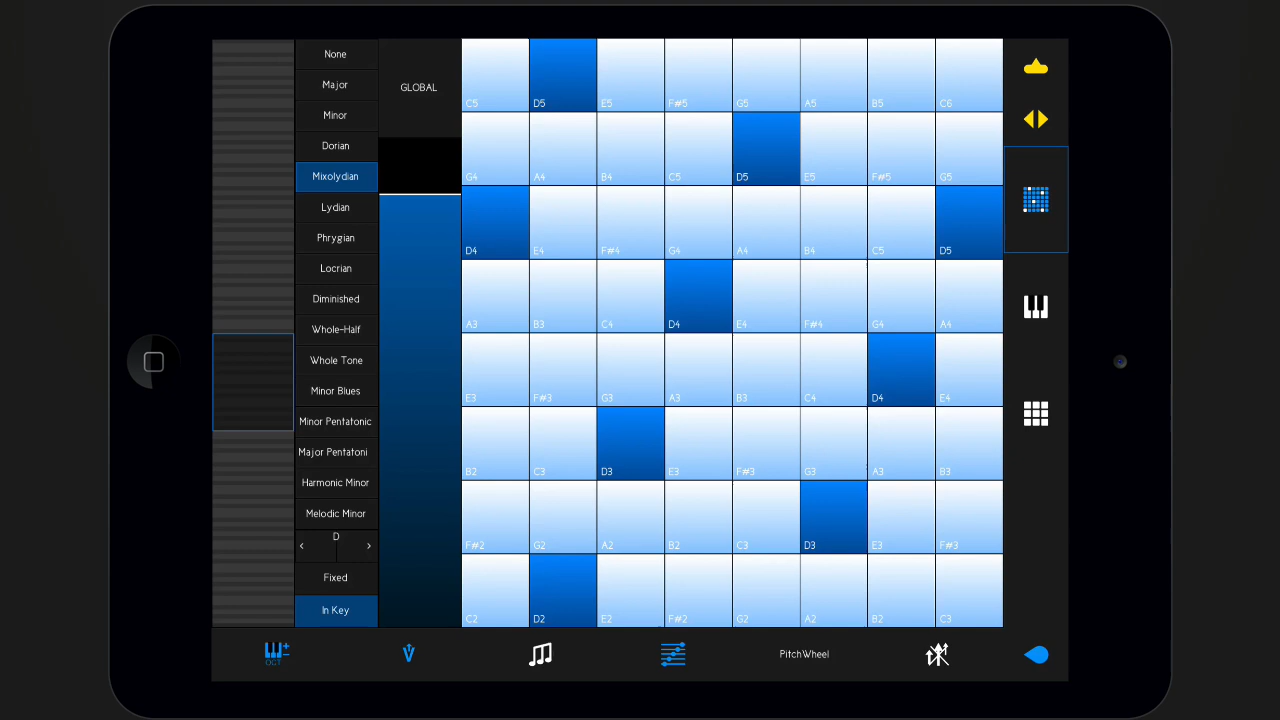 None
Major
Minor
Dorian
Mixolydian
Lydian
Phrygian
Locrian
Diminished
Whole-Half
Whole Tone
Minor Blues
Minor Pentatonic
Major Pentatoni
Harmonic Minor
Melodic Minor
D
< >
Fixed
In Key
GLOBAL
C5 D5 E5 F#5 G5 A5 B5 C6
G4 A4 B4 C5 D5 E5 F#5 G5
D4 E4 F#4 G4 A4 B4 C5 D5
A3 B3 C4 D4 E4 F#4 G4 A4
E3 F#3 G3 A3 B3 C4 D4 E4
B2 C3 D3 E3 F#3 G3 A3 B3
F#2 G2 A2 B2 C3 D3 E3 F#3
C2 D2 E2 F#2 G2 A2 B2 C3
OCT
PitchWheel